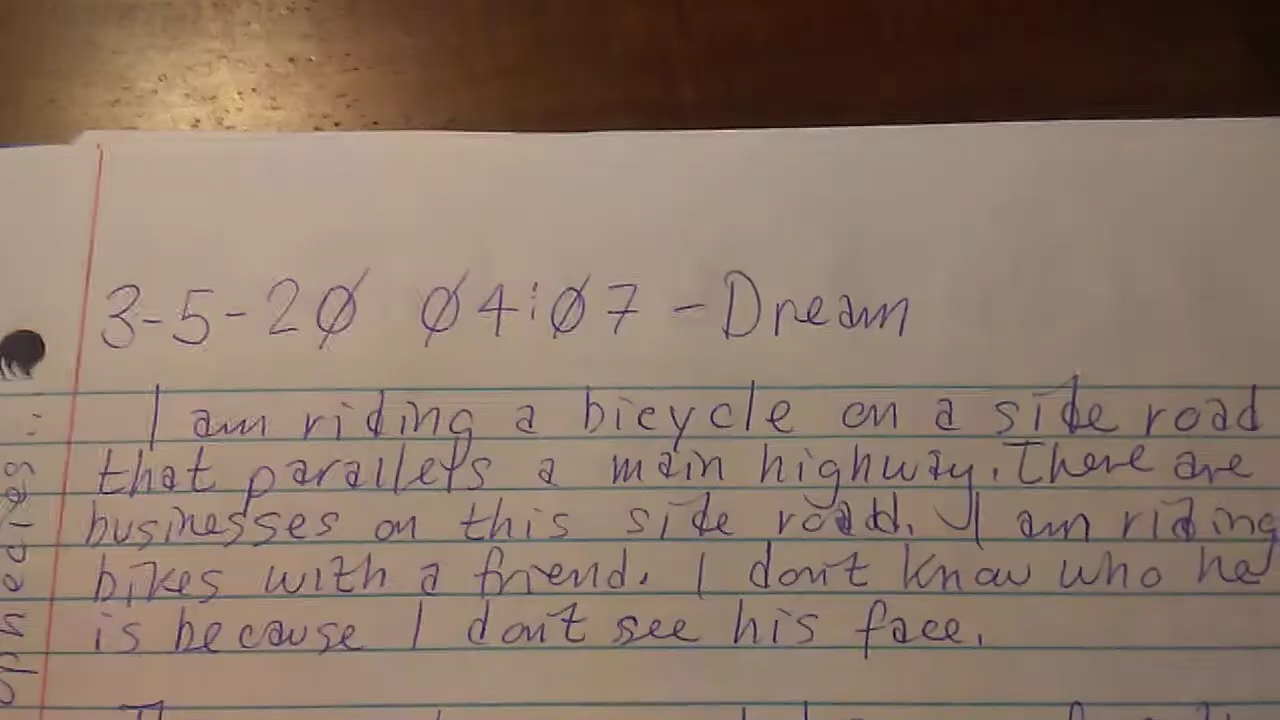 3-5-20 04:07 - Dream
I am riding a bicycle on a side road
that parallels a main highway. There are
businesses on this side road. I am riding
bikes with a friend. I don't know who he
is because I don't see his face.